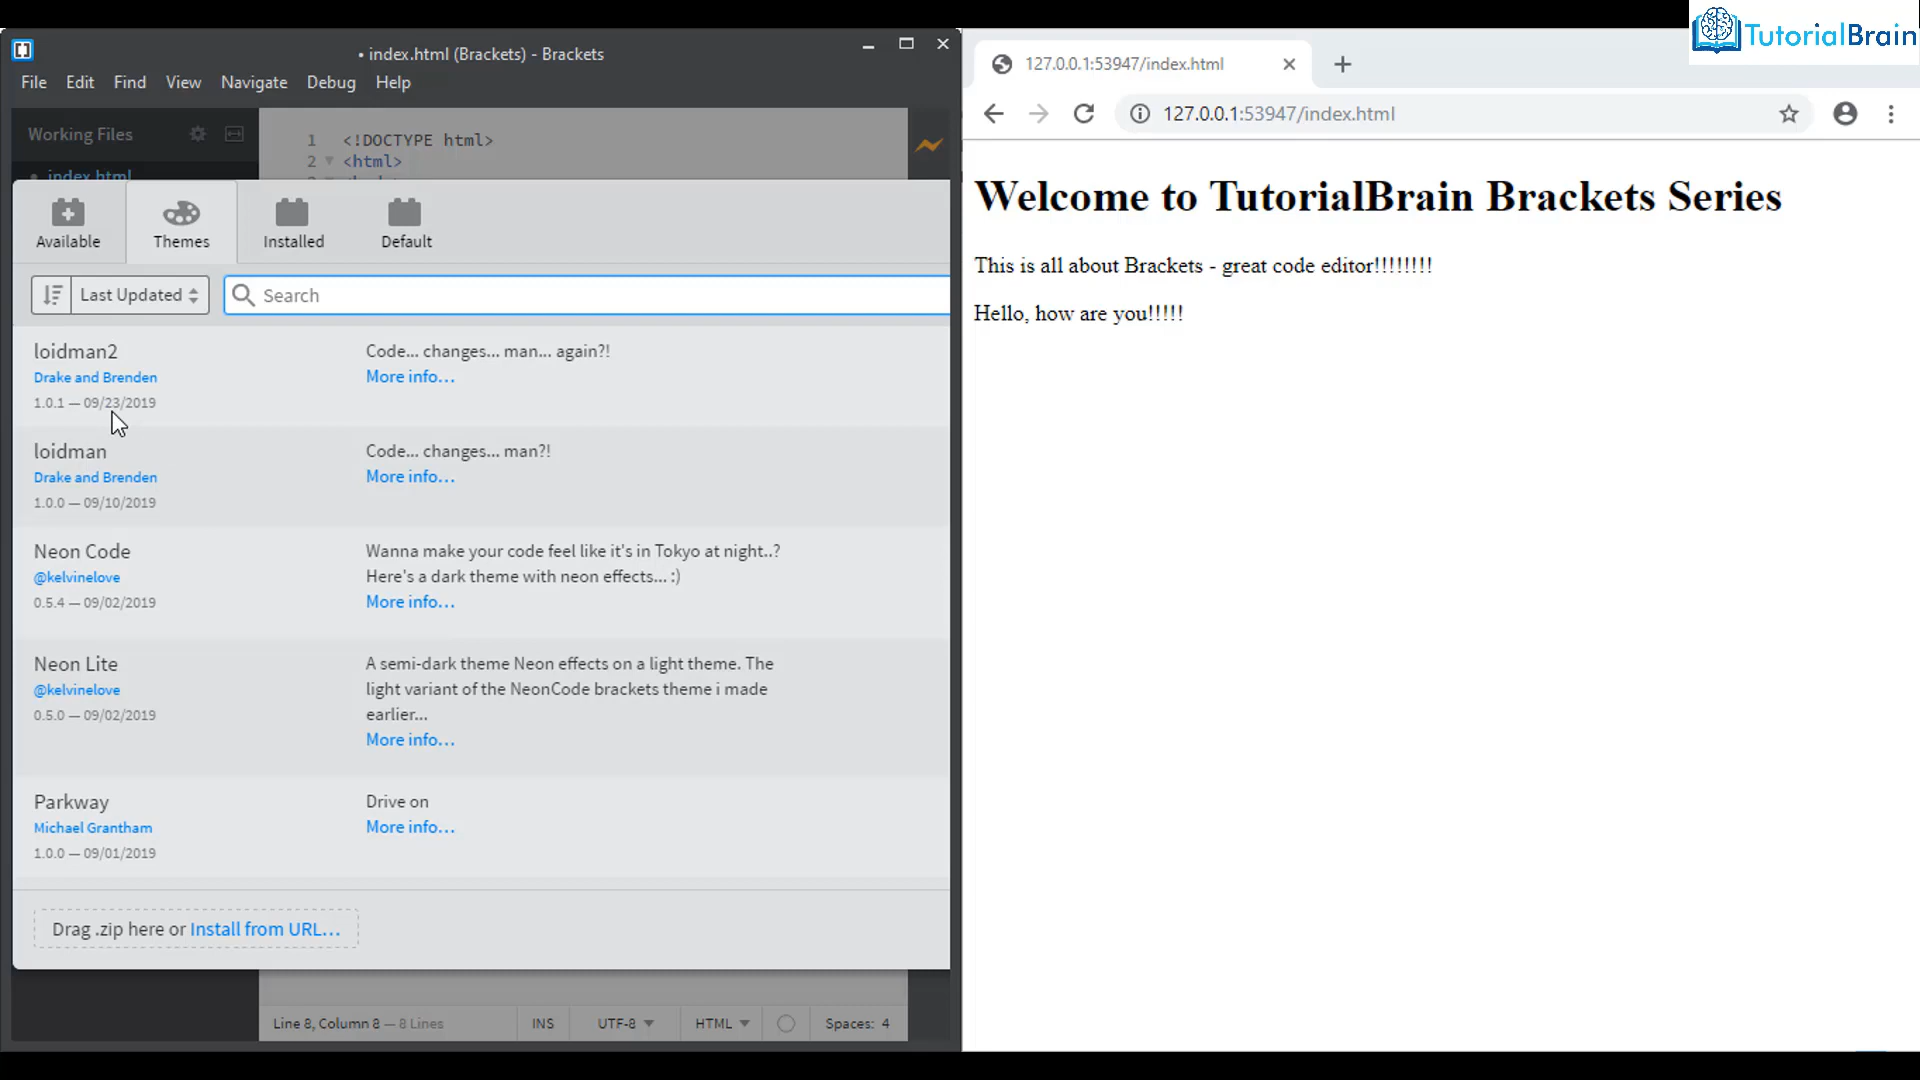 TutorialBrain
• index.html (Brackets) - Brackets
File Edit Find View Navigate Debug Help
Working Files
• index.html
1 <!DOCTYPE html>
2 <html>
Available Themes Installed Default
Last Updated Search
loidman2
Drake and Brenden
1.0.1 — 09/23/2019
Code... changes... man... again?!
More info...
loidman
Drake and Brenden
1.0.0 — 09/10/2019
Code... changes... man?!
More info...
Neon Code
@kelvinelove
0.5.4 — 09/02/2019
Wanna make your code feel like it's in Tokyo at night..?
Here's a dark theme with neon effects... :)
More info...
Neon Lite
@kelvinelove
0.5.0 — 09/02/2019
A semi-dark theme Neon effects on a light theme. The
light variant of the NeonCode brackets theme i made
earlier...
More info...
Parkway
Michael Grantham
1.0.0 — 09/01/2019
Drive on
More info...
Drag .zip here or Install from URL...
Line 8, Column 8 — 8 Lines INS UTF-8 HTML Spaces: 4
127.0.0.1:53947/index.html
127.0.0.1:53947/index.html
Welcome to TutorialBrain Brackets Series
This is all about Brackets - great code editor!!!!!!!!
Hello, how are you!!!!!